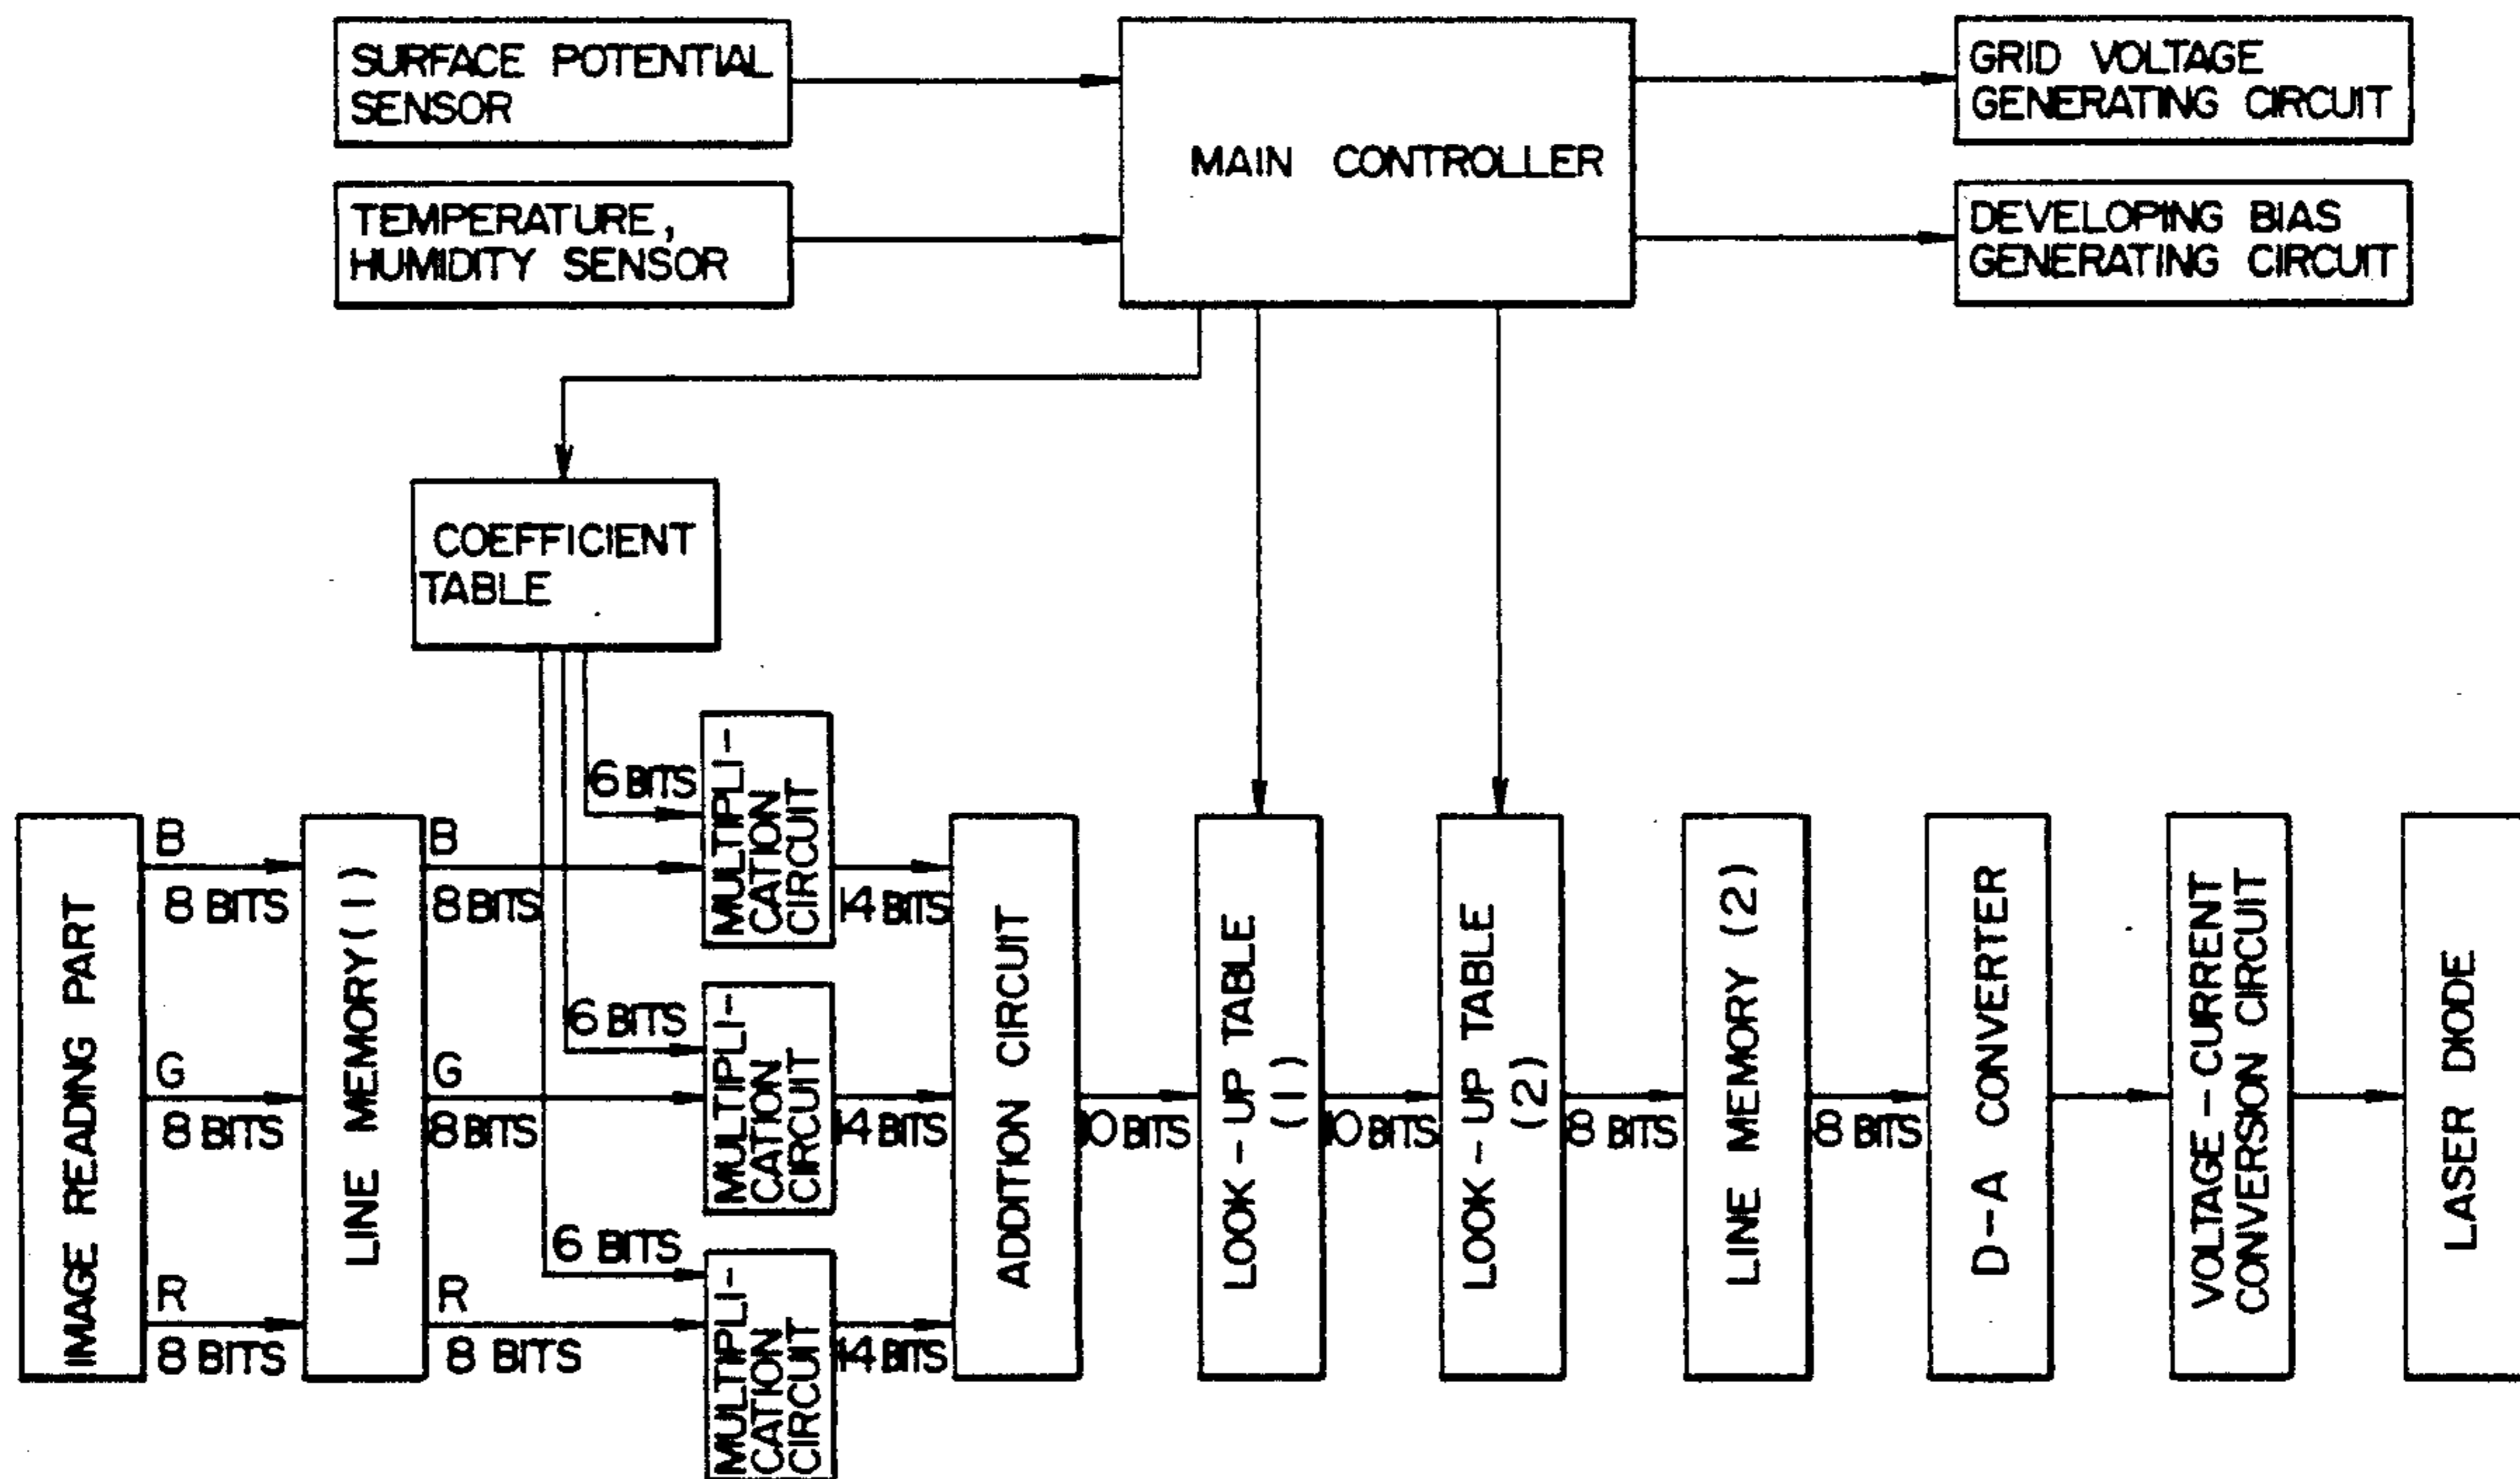 SURFACE POTENTIAL
SENSOR
MAIN CONTROLLER
GRID VOLTAGE
GENERATING CIRCUIT
TEMPERATURE,
HUMIDITY SENSOR
DEVELOPING BIAS
GENERATING CIRCUIT
COEFFICIENT
TABLE
6 BITS
6 BITS
6 BITS
IMAGE READING PART
B
8 BITS
G
8 BITS
R
8 BITS
LINE MEMORY(1)
B
8 BITS
G
8 BITS
R
8 BITS
MULTIPLI-
CATION
CIRCUIT
MULTIPLI-
CATION
CIRCUIT
MULTIPLI-
CATION
CIRCUIT
14 BITS
14 BITS
14 BITS
ADDITION CIRCUIT
10 BITS
LOOK-UP TABLE
(1)
10 BITS
LOOK-UP TABLE
(2)
8 BITS
LINE MEMORY (2)
8 BITS
D-A CONVERTER
VOLTAGE-CURRENT
CONVERSION CIRCUIT
LASER DIODE